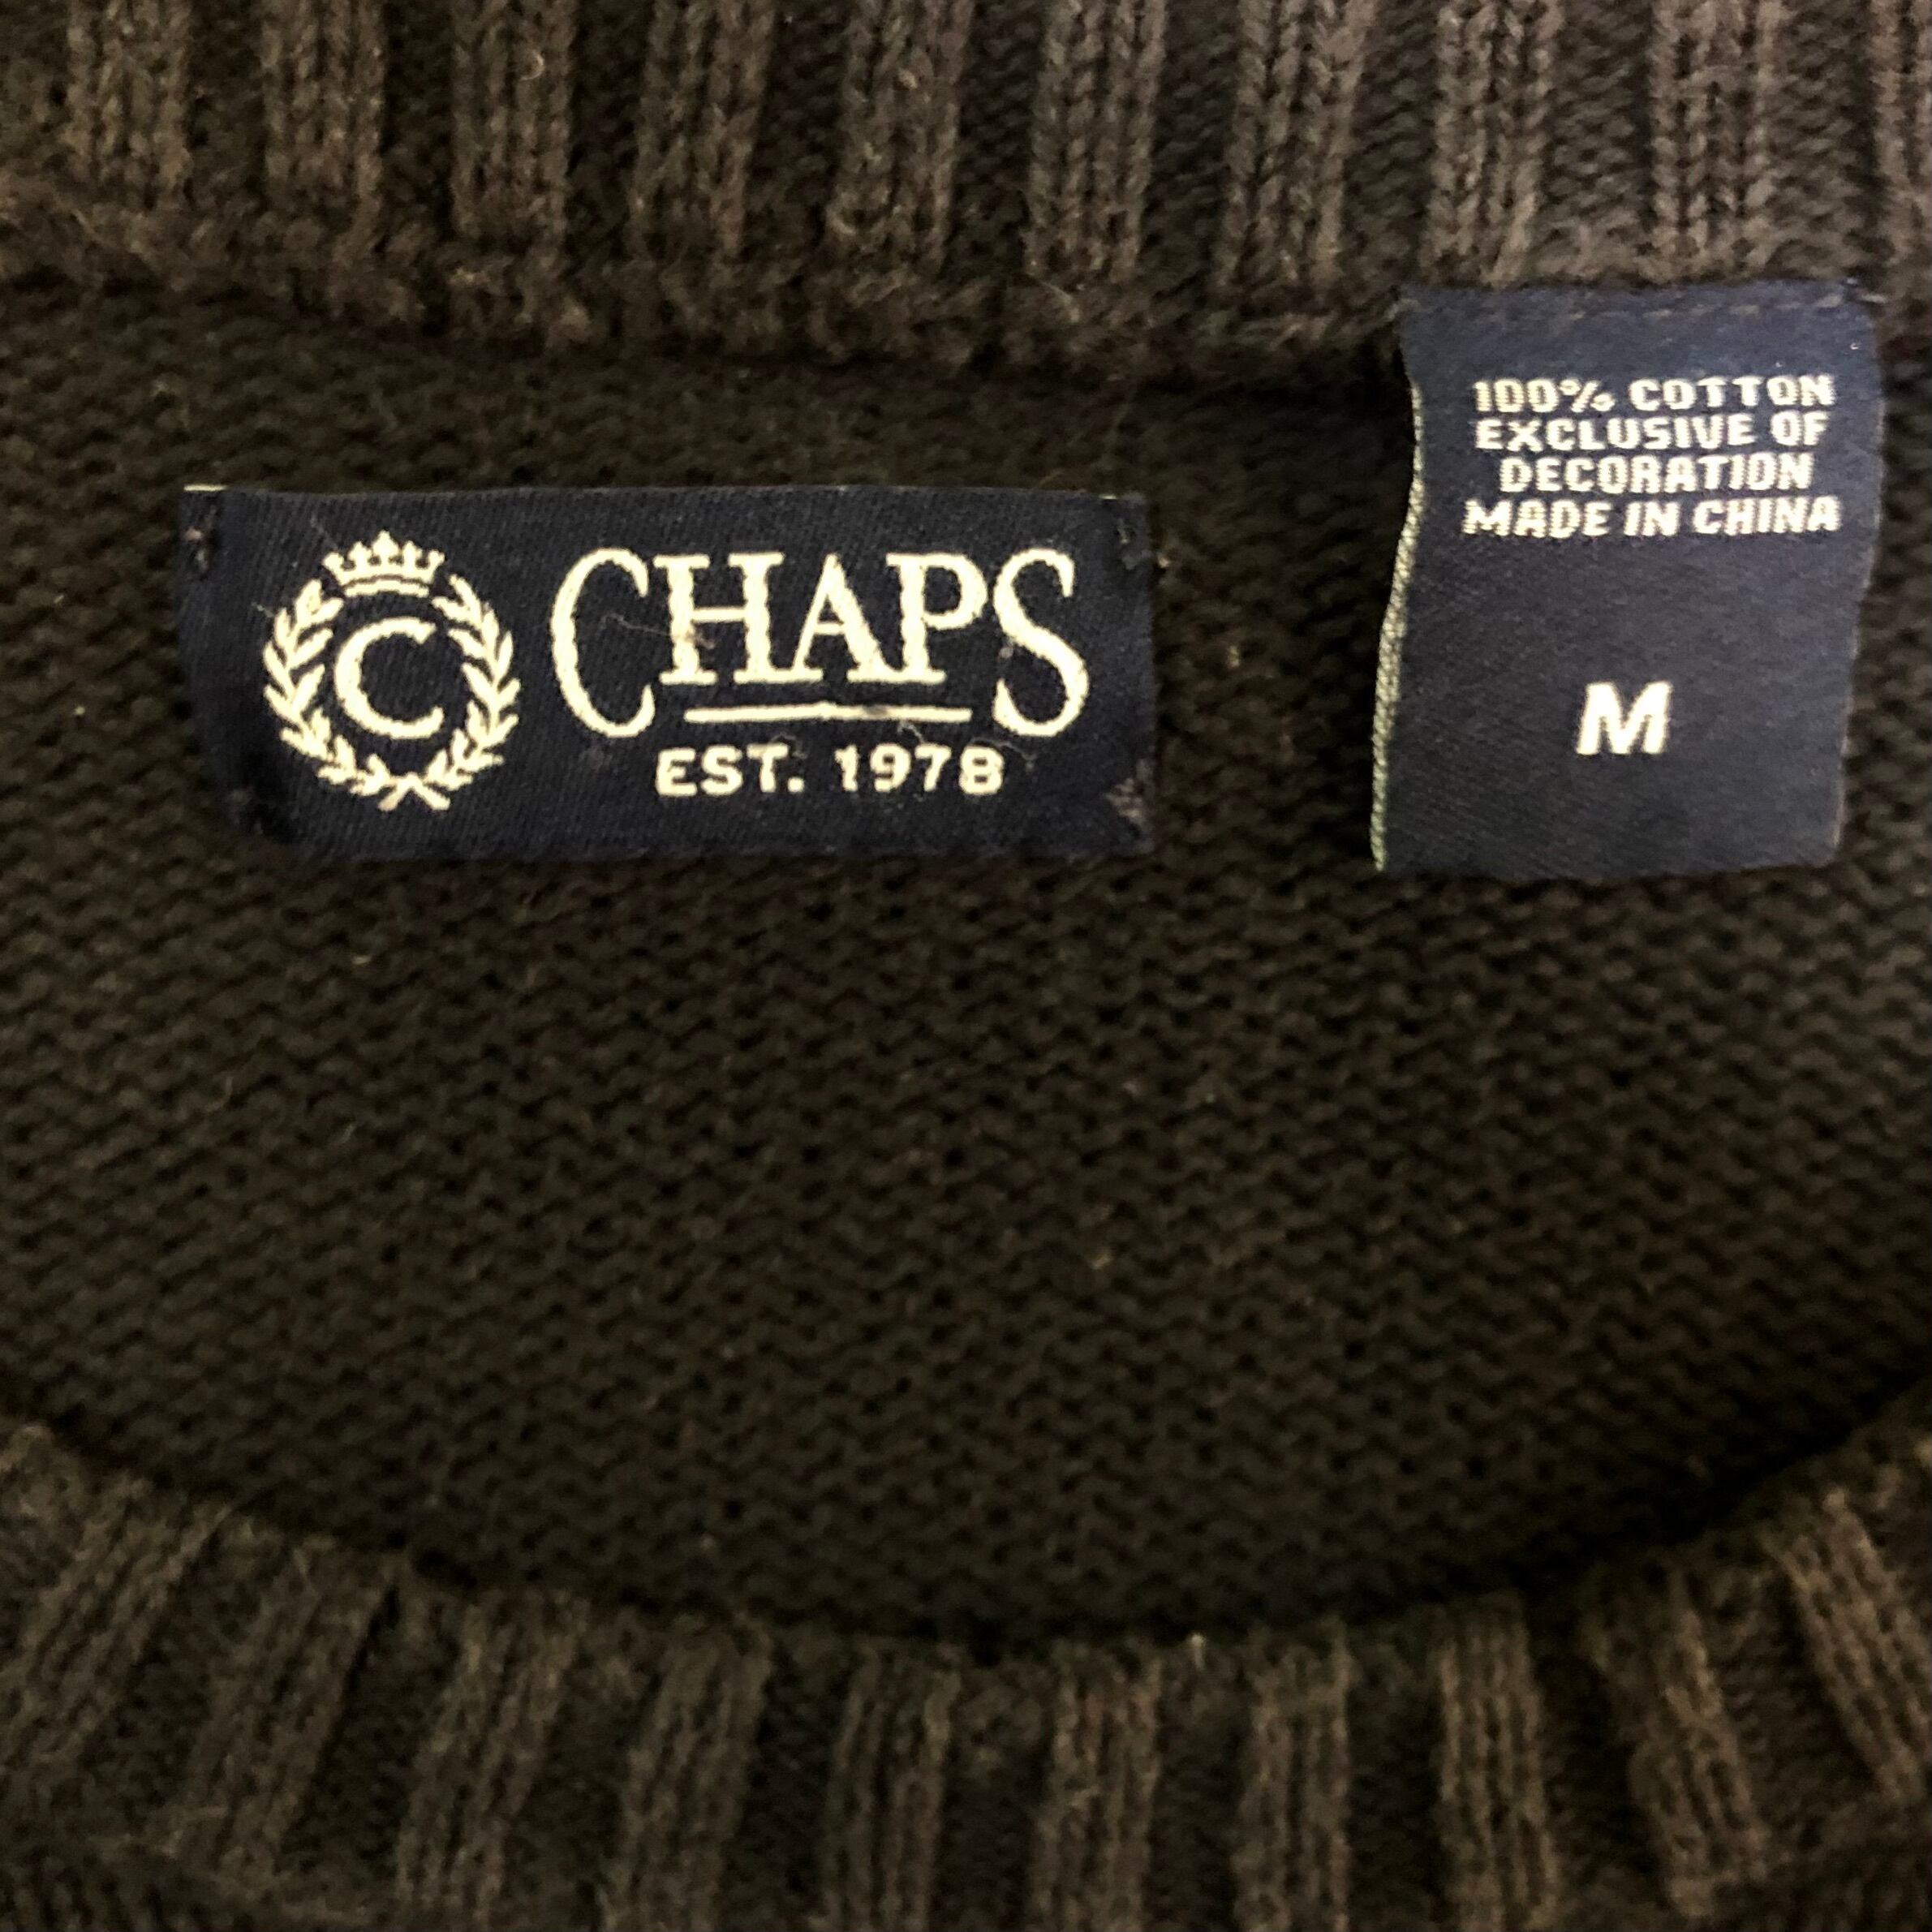 C
CHAPS
EST. 1978
100% COTTON
EXCLUSIVE OF
DECORATION
MADE IN CHINA
M